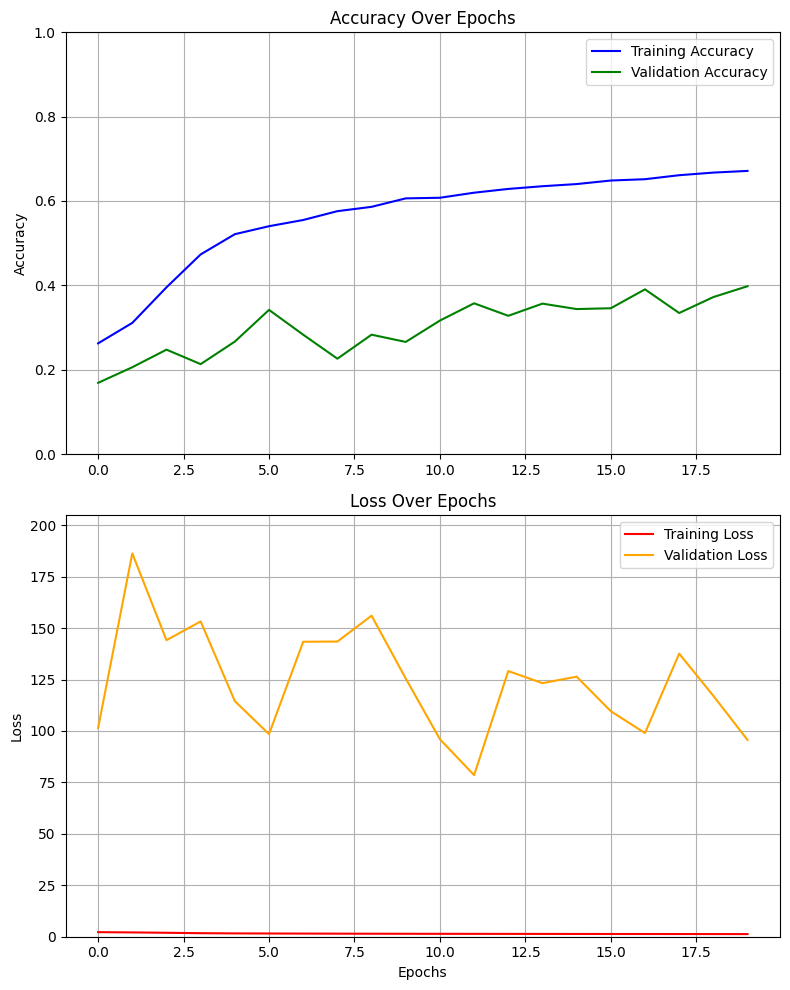 Accuracy Over Epochs
1.0
0.8
0.6
0.4
0.2
0.0
Accuracy
Training Accuracy
Validation Accuracy
0.0 2.5 5.0 7.5 10.0 12.5 15.0 17.5
Loss Over Epochs
200
175
150
125
100
75
50
25
0
Loss
Training Loss
Validation Loss
0.0 2.5 5.0 7.5 10.0 12.5 15.0 17.5
Epochs